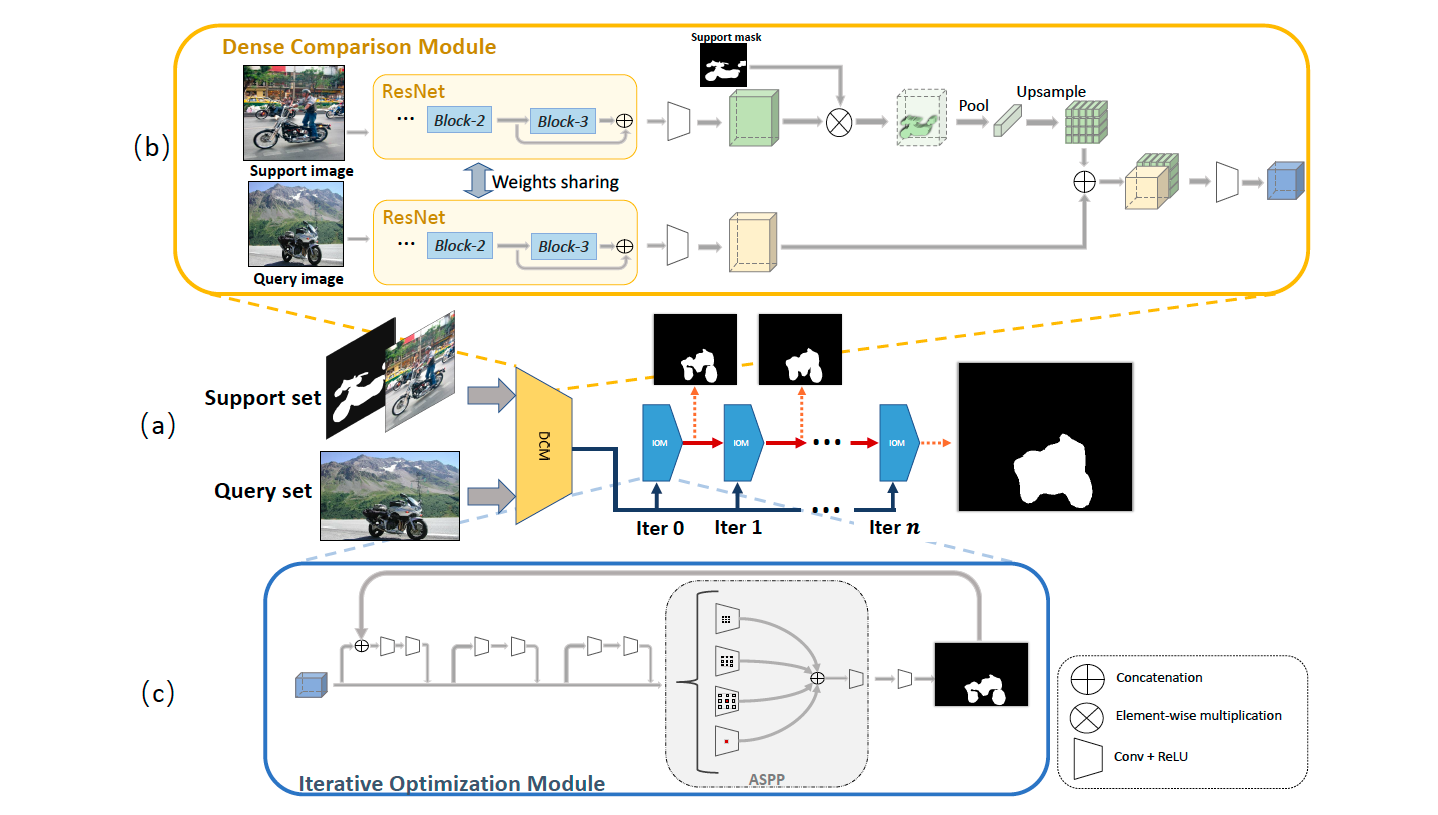 Dense Comparison Module
Support mask
ResNet
... Block-2
Block-3
Pool
Upsample
(b)
Support image
Weights sharing
ResNet
... Block-2
Block-3
Query image
Support set
(a)
DCM
IOM
IOM
...
IOM
Query set
Iter 0
Iter 1
...
Iter n
(c)
ASPP
Iterative Optimization Module
Concatenation
Element-wise multiplication
Conv + ReLU